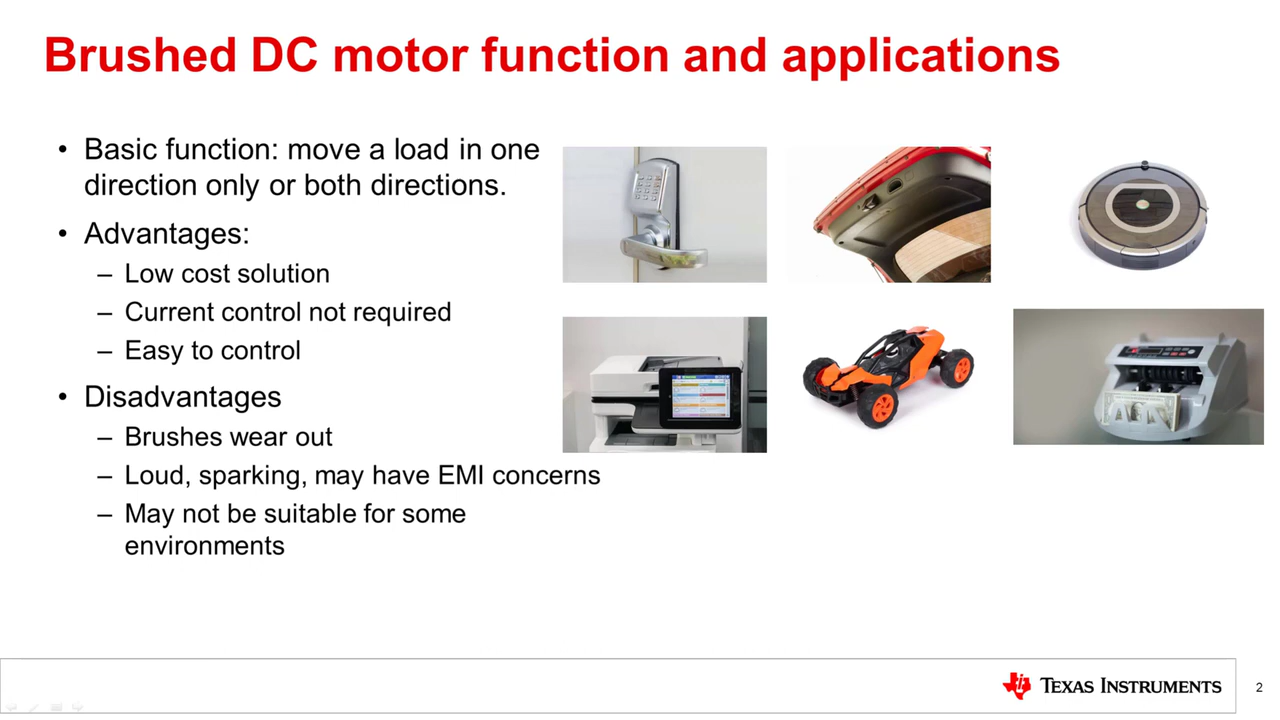 Brushed DC motor function and applications
• Basic function: move a load in one
direction only or both directions.
• Advantages:
– Low cost solution
– Current control not required
– Easy to control
• Disadvantages
– Brushes wear out
– Loud, sparking, may have EMI concerns
– May not be suitable for some
environments
TEXAS INSTRUMENTS
2